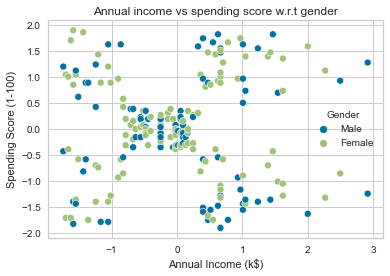 Annual income vs spending score w.r.t gender
Spending Score (1-100)
2.0
1.5
1.0
0.5
0.0
−0.5
−1.0
−1.5
−2.0
Gender
Male
Female
−1
0
1
2
3
Annual Income (k$)